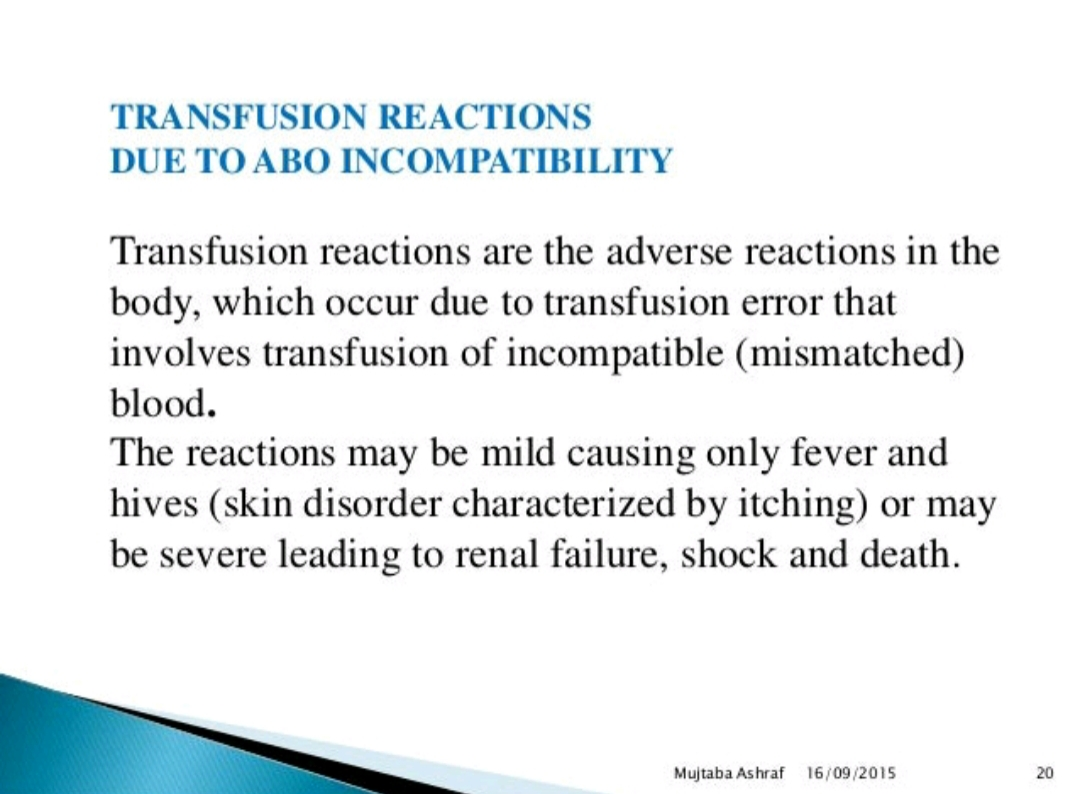 TRANSFUSION REACTIONS
DUE TO ABO INCOMPATIBILITY
Transfusion reactions are the adverse reactions in the
body, which occur due to transfusion error that
involves transfusion of incompatible (mismatched)
blood.
The reactions may be mild causing only fever and
hives (skin disorder characterized by itching) or may
be severe leading to renal failure, shock and death.
Mujtaba Ashraf 16/09/2015 20